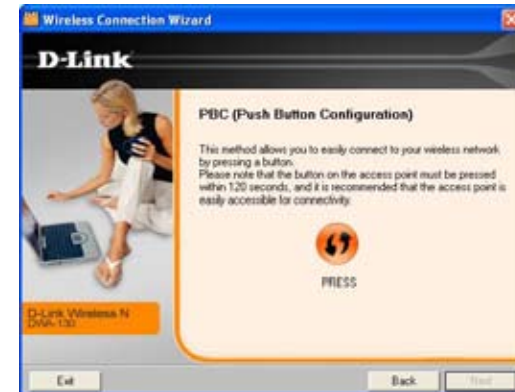 Wireless Connection Wizard
D-Link
PBC (Push Button Configuration)
This method allows you to easily connect to your wireless network
by pressing a button.
Please note that the button on the access point must be pressed
within 120 seconds, and it is recommended that the access point is
easily accessible for connectivity.
PRESS
D-Link Wireless N
DWA-130
Exit
Back
Next